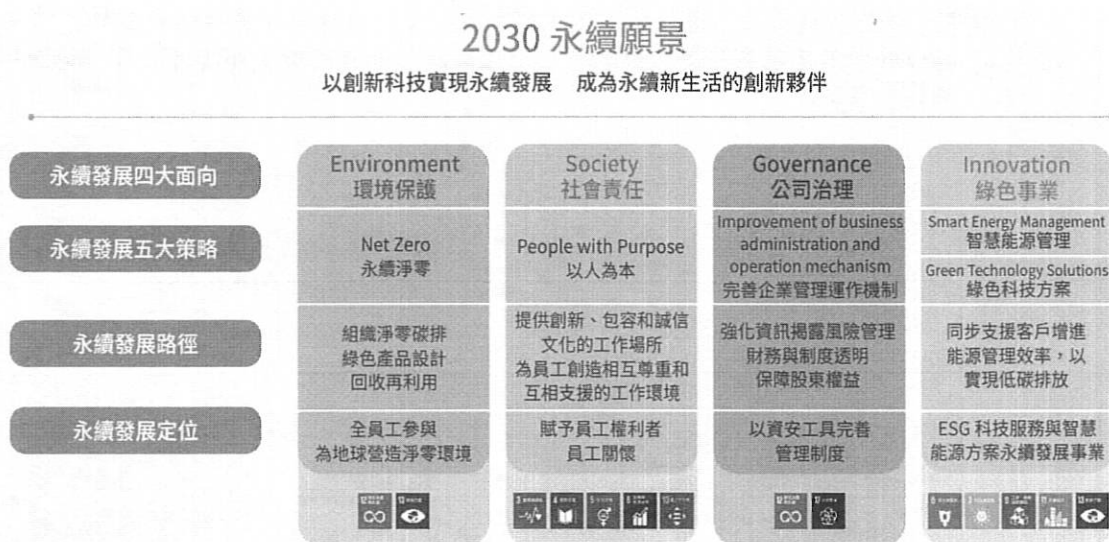 2030 永續願景
以創新科技實現永續發展 成為永續新生活的創新夥伴
永續發展四大面向
Environment
環境保護
Society
社會責任
Governance
公司治理
Innovation
綠色事業
永續發展五大策略
Net Zero
永續淨零
People with Purpose
以人為本
Improvement of business
administration and
operation mechanism
完善企業管理運作機制
Smart Energy Management
智慧能源管理
Green Technology Solutions
綠色科技方案
永續發展路徑
組織淨零碳排
綠色產品設計
回收再利用
提供創新、包容和誠信
文化的工作場所
為員工創造相互尊重和
互相支援的工作環境
強化資訊揭露風險管理
財務與制度透明
保障股東權益
同步支援客戶增進
能源管理效率，以
實現低碳排放
永續發展定位
全員工參與
為地球營造淨零環境
賦予員工權利者
員工關懷
以資安工具完善
管理制度
ESG 科技服務與智慧
能源方案永續發展事業